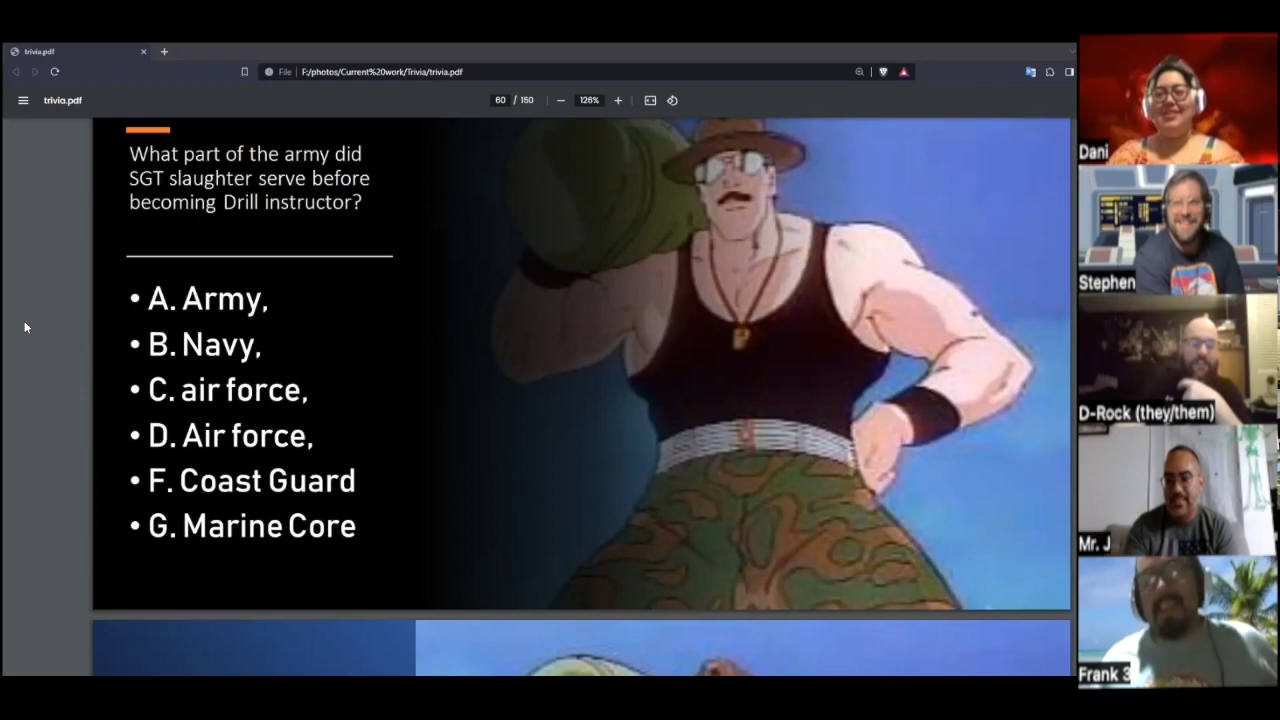 trivia.pdf
File F:/photos/Current%20work/Trivia/trivia.pdf
trivia.pdf
60 / 150
126%
What part of the army did
SGT slaughter serve before
becoming Drill instructor?
• A. Army,
• B. Navy,
• C. air force,
• D. Air force,
• F. Coast Guard
• G. Marine Core
Dani
Stephen
D-Rock (they/them)
Mr. J
Frank 3